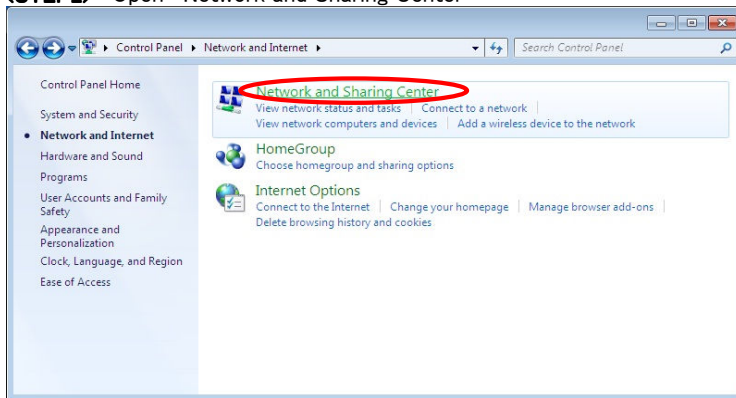 Open "Network and Sharing Center"
Control Panel Network and Internet
Search Control Panel
Control Panel Home
System and Security
Network and Internet
Hardware and Sound
Programs
User Accounts and Family
Safety
Appearance and
Personalization
Clock, Language, and Region
Ease of Access
Network and Sharing Center
View network status and tasks Connect to a network
View network computers and devices Add a wireless device to the network
HomeGroup
Choose homegroup and sharing options
Internet Options
Connect to the Internet Change your homepage Manage browser add-ons
Delete browsing history and cookies